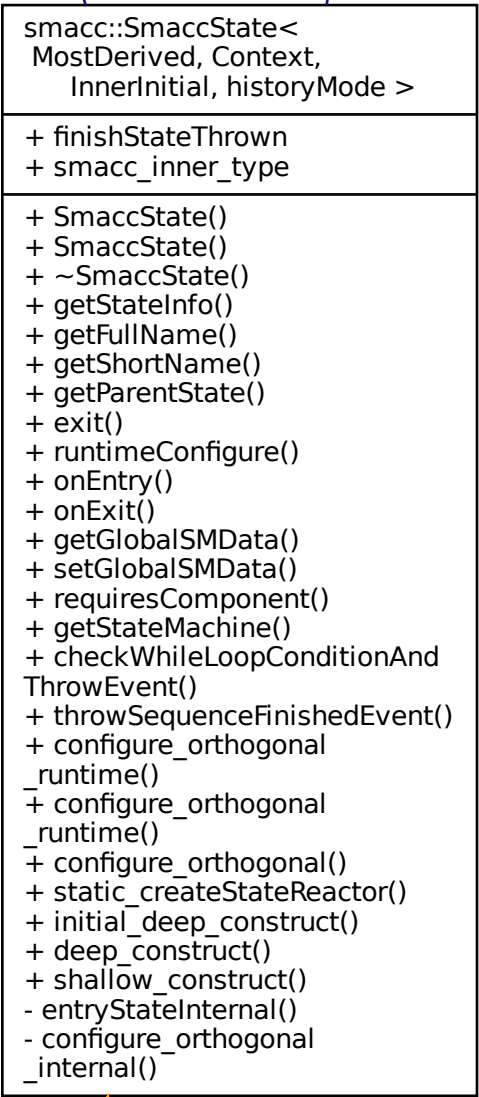 smacc::SmaccState<
MostDerived, Context,
InnerInitial, historyMode >
+ finishStateThrown
+ smacc_inner_type
+ SmaccState()
+ SmaccState()
+ ~SmaccState()
+ getStateInfo()
+ getFullName()
+ getShortName()
+ getParentState()
+ exit()
+ runtimeConfigure()
+ onEntry()
+ onExit()
+ getGlobalSMData()
+ setGlobalSMData()
+ requiresComponent()
+ getStateMachine()
+ checkWhileLoopConditionAnd
ThrowEvent()
+ throwSequenceFinishedEvent()
+ configure_orthogonal
_runtime()
+ configure_orthogonal
_runtime()
+ configure_orthogonal()
+ static_createStateReactor()
+ initial_deep_construct()
+ deep_construct()
+ shallow_construct()
- entryStateInternal()
- configure_orthogonal
_internal()